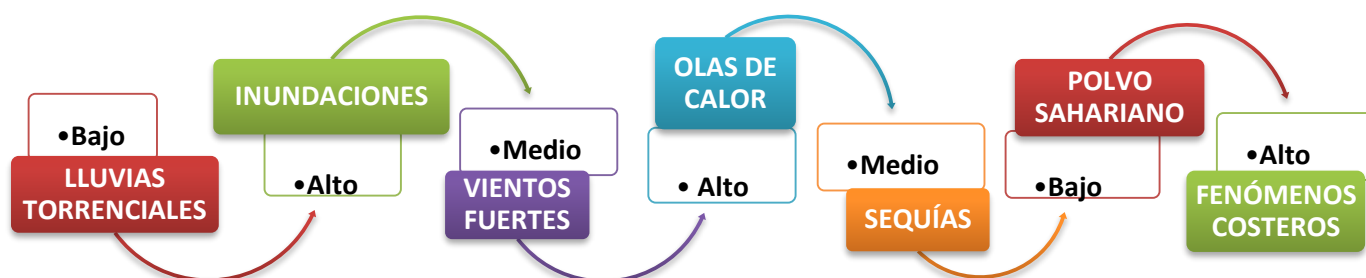 •Bajo
LLUVIAS
TORRENCIALES
INUNDACIONES
•Alto
•Medio
VIENTOS
FUERTES
OLAS DE
CALOR
• Alto
•Medio
SEQUÍAS
POLVO
SAHARIANO
•Bajo
•Alto
FENÓMENOS
COSTEROS